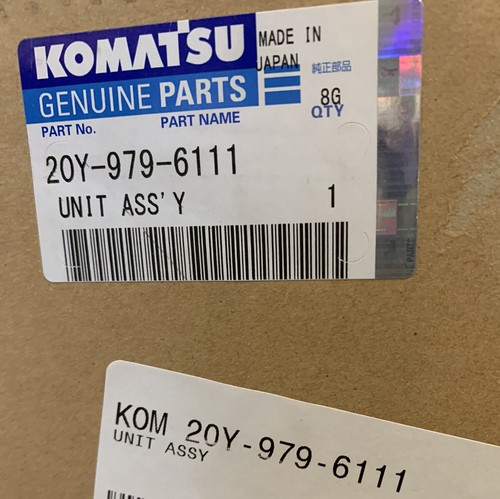 KOMATSU
MADE IN
JAPAN
GENUINE PARTS
純正部品
8G
PART No.
PART NAME
QTY
20Y-979-6111
UNIT ASS'Y
1
KOM 20Y-979-6111
UNIT ASSY